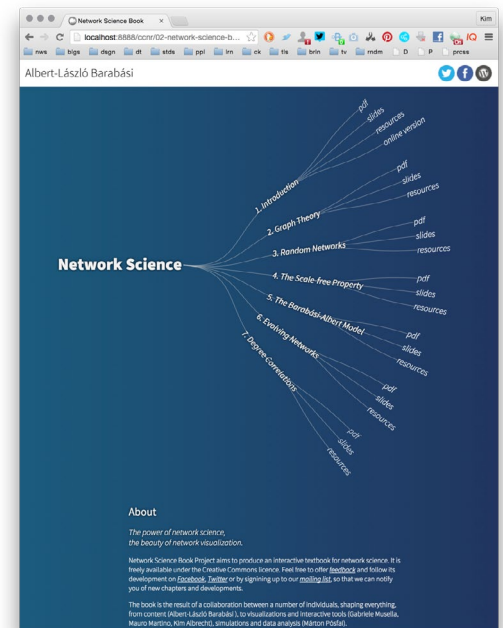 Network Science Book
Kim
localhost:8888/ccnr/02-network-science-b...
nws bigs dsgn dt stds ppl lrn ck tls brin tv rndm D P prcss
Albert-László Barabási
Network Science
1. Introduction
pdf
slides
resources
online version
2. Graph Theory
pdf
slides
resources
3. Random Networks
pdf
slides
resources
4. The Scale-free Property
pdf
slides
resources
5. The Barabási-Albert Model
pdf
slides
resources
6. Evolving Networks
pdf
slides
resources
7. Degree Correlations
pdf
slides
resources
About
The power of network science,
the beauty of network visualization.
Network Science Book Project aims to produce an interactive textbook for network science. It is
freely available under the Creative Commons licence. Feel free to offer feedback and follow its
development on Facebook, Twitter or by signining up to our mailing list, so that we can notify
you of new chapters and developments.
The book is the result of a collaboration between a number of individuals, shaping everything,
from content (Albert-László Barabási ), to visualizations and interactive tools (Gabriele Musella,
Mauro Martino, Kim Albrecht), simulations and data analysis (Márton Pósfai).